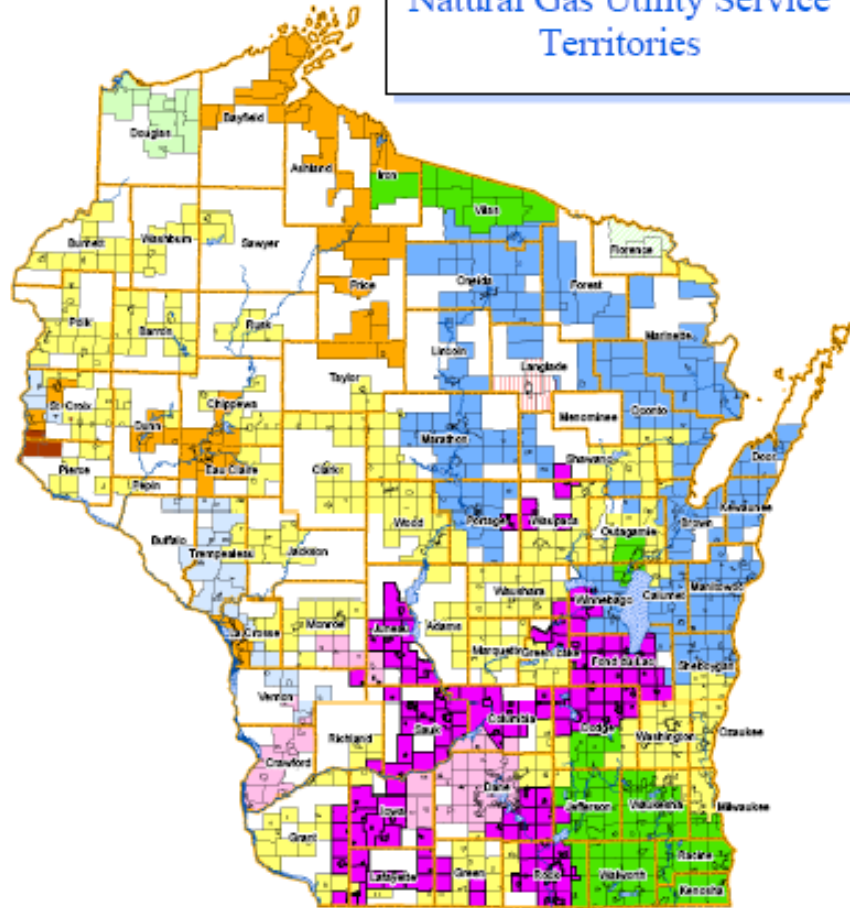 Natural Gas Utility Service
Territories
Douglas
Bayfield
Ashland
Iron
Vilas
Burnett
Washburn
Sawyer
Florence
Price
Oneida
Forest
Polk
Barron
Rusk
Marinette
Lincoln
Langlade
Taylor
St. Croix
Chippewa
Menominee
Oconto
Dunn
Marathon
Shawano
Door
Pierce
Eau Claire
Clark
Pepin
Kewaunee
Buffalo
Wood
Portage
Waupaca
Brown
Trempealeau
Jackson
Outagamie
Waushara
Winnebago
Calumet
Manitowoc
La Crosse
Monroe
Juneau
Adams
Marquette
Green Lake
Fond du Lac
Sheboygan
Vernon
Sauk
Columbia
Dodge
Washington
Ozaukee
Richland
Crawford
Dane
Iowa
Jefferson
Waukesha
Milwaukee
Grant
Lafayette
Green
Rock
Walworth
Racine
Kenosha